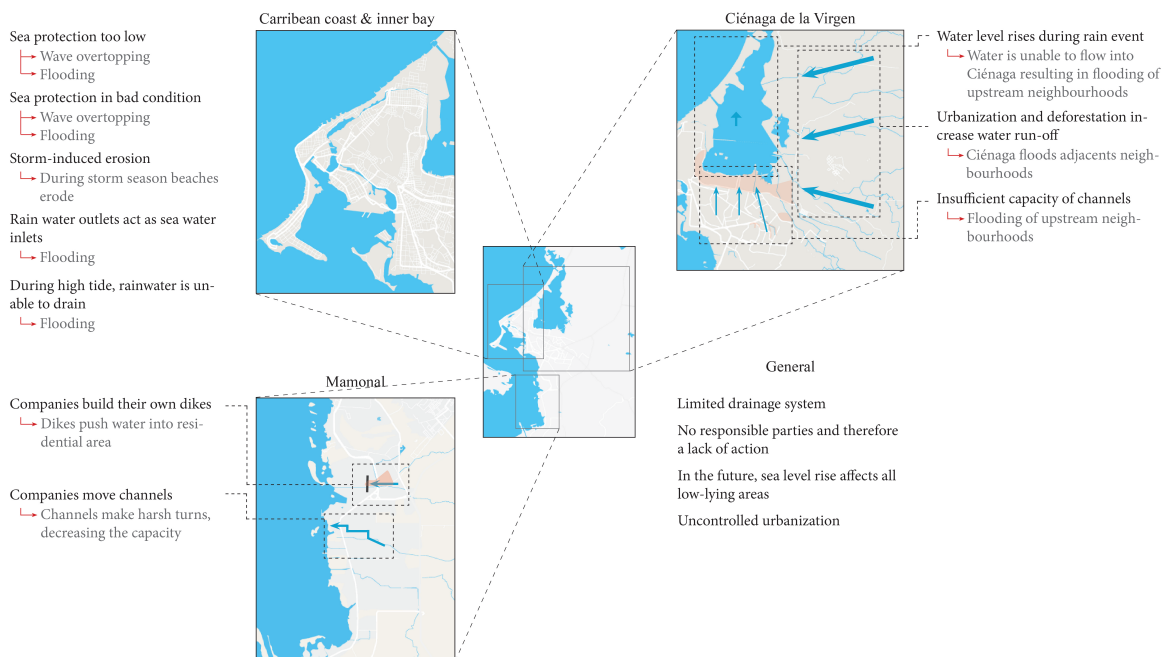 Carribean coast & inner bay
Sea protection too low
Wave overtopping
Flooding
Sea protection in bad condition
Wave overtopping
Flooding
Storm-induced erosion
During storm season beaches
erode
Rain water outlets act as sea water
inlets
Flooding
During high tide, rainwater is un-
able to drain
Flooding
Ciénaga de la Virgen
Water level rises during rain event
Water is unable to flow into
Ciénaga resulting in flooding of
upstream neighbourhoods
Urbanization and deforestation in-
crease water run-off
Ciénaga floods adjacents neigh-
bourhoods
Insufficient capacity of channels
Flooding of upstream neigh-
bourhoods
Mamonal
Companies build their own dikes
Dikes push water into resi-
dential area
Companies move channels
Channels make harsh turns,
decreasing the capacity
General
Limited drainage system
No responsible parties and therefore
a lack of action
In the future, sea level rise affects all
low-lying areas
Uncontrolled urbanization